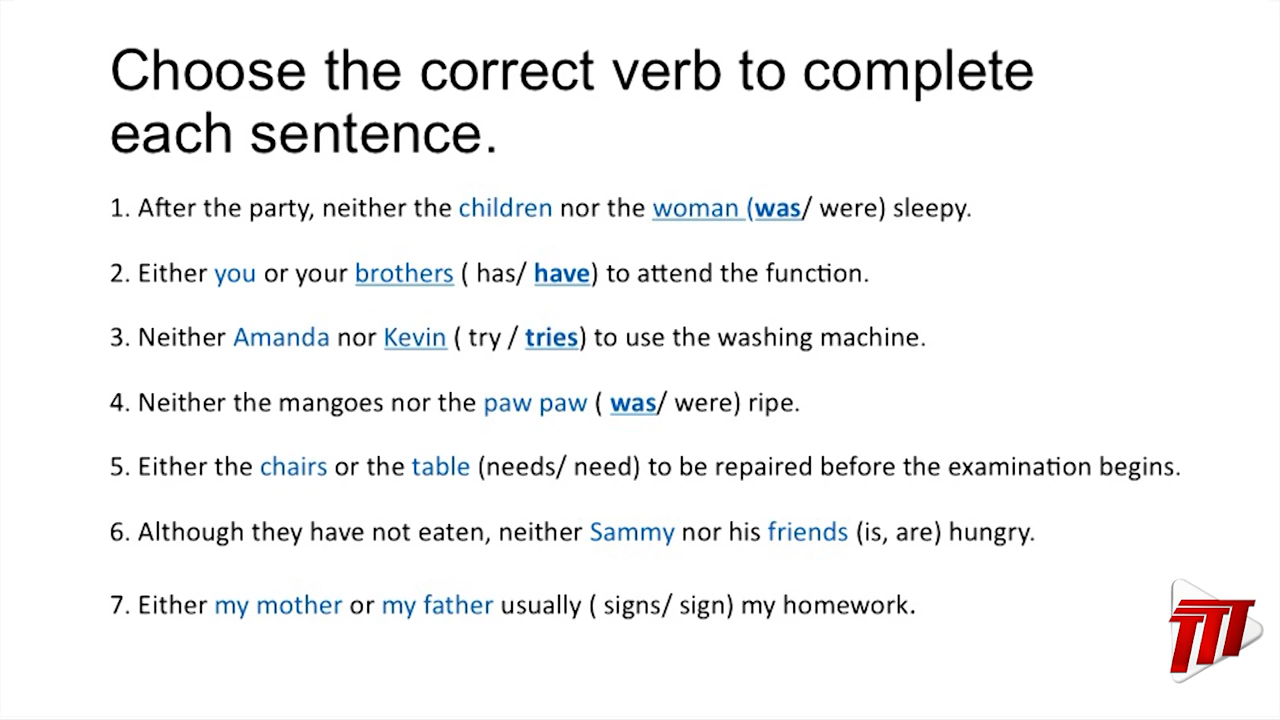 Choose the correct verb to complete
each sentence.
1. After the party, neither the children nor the woman (was/ were) sleepy.
2. Either you or your brothers ( has/ have) to attend the function.
3. Neither Amanda nor Kevin ( try / tries) to use the washing machine.
4. Neither the mangoes nor the paw paw ( was/ were) ripe.
5. Either the chairs or the table (needs/ need) to be repaired before the examination begins.
6. Although they have not eaten, neither Sammy nor his friends (is, are) hungry.
7. Either my mother or my father usually ( signs/ sign) my homework.
TTT